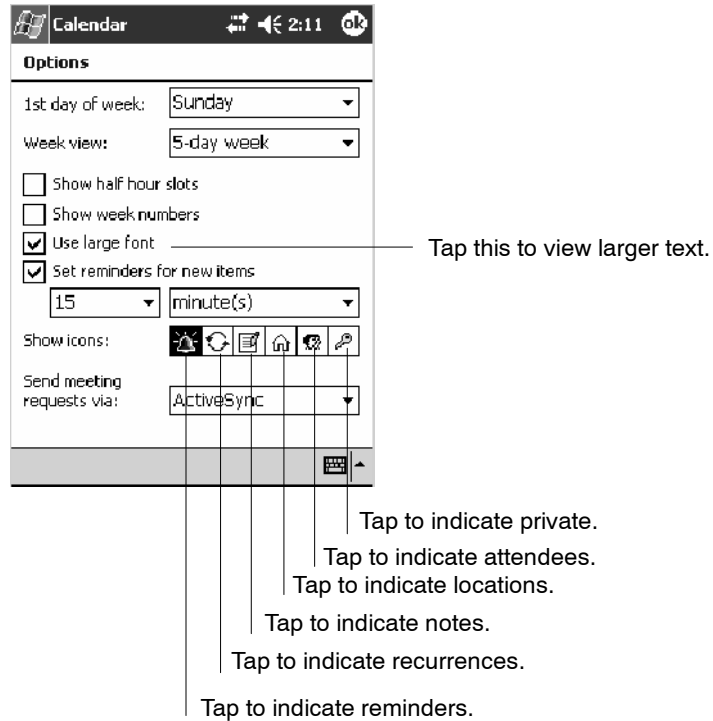 Calendar 2:11 ok
Options
1st day of week: Sunday
Week view: 5-day week
Show half hour slots
Show week numbers
Use large font
Tap this to view larger text.
Set reminders for new items
15 minute(s)
Show icons:
Send meeting
requests via: ActiveSync
Tap to indicate private.
Tap to indicate attendees.
Tap to indicate locations.
Tap to indicate notes.
Tap to indicate recurrences.
Tap to indicate reminders.